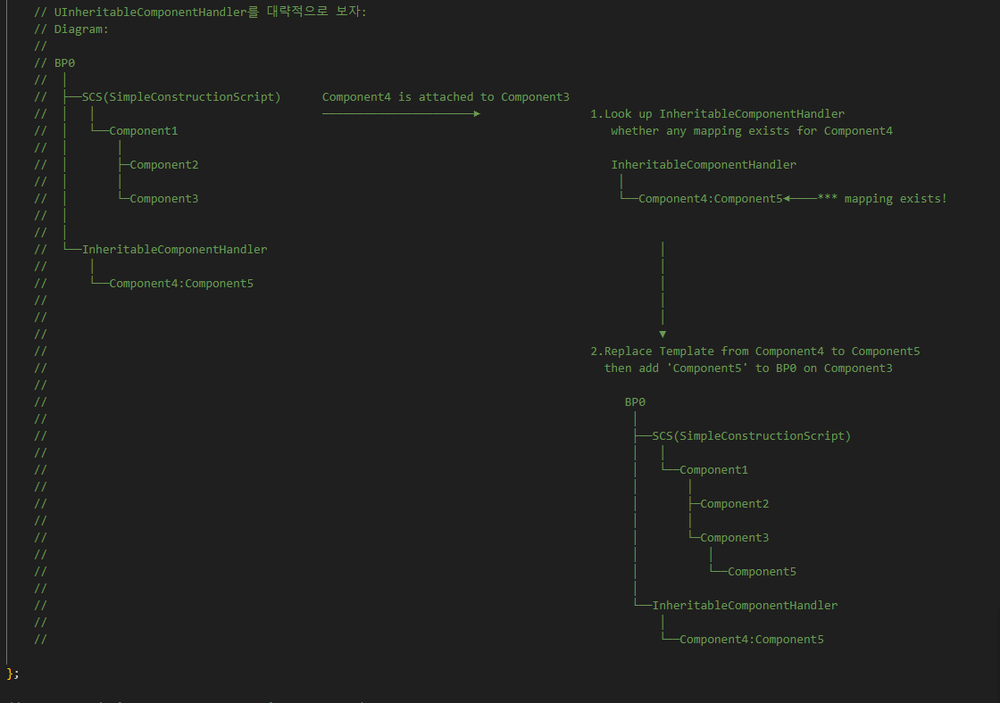 // UInheritableComponentHandler를 대략적으로 보자:
// Diagram:
//
// BP0
// │
// ├──SCS(SimpleConstructionScript)      Component4 is attached to Component3
// │   │                                 ──────────────────────►                1.Look up InheritableComponentHandler
// │   └──Component1                                                               whether any mapping exists for Component4
// │       │
// │       ├─Component2                                                            InheritableComponentHandler
// │       │                                                                        │
// │       └─Component3                                                             └──Component4:Component5◄────*** mapping exists!
// │
// │
// └──InheritableComponentHandler                                                         │
//     │                                                                                  │
//     └──Component4:Component5                                                           │
//                                                                                        │
//                                                                                        │
//                                                                                        ▼
//                                                                              2.Replace Template from Component4 to Component5
//                                                                                then add 'Component5' to BP0 on Component3
//
//                                                                                   BP0
//                                                                                    │
//                                                                                    ├──SCS(SimpleConstructionScript)
//                                                                                    │   │
//                                                                                    │   └──Component1
//                                                                                    │       │
//                                                                                    │       ├─Component2
//                                                                                    │       │
//                                                                                    │       └─Component3
//                                                                                    │          │
//                                                                                    │          └──Component5
//                                                                                    │
//                                                                                    └──InheritableComponentHandler
//                                                                                        │
//                                                                                        └──Component4:Component5
};